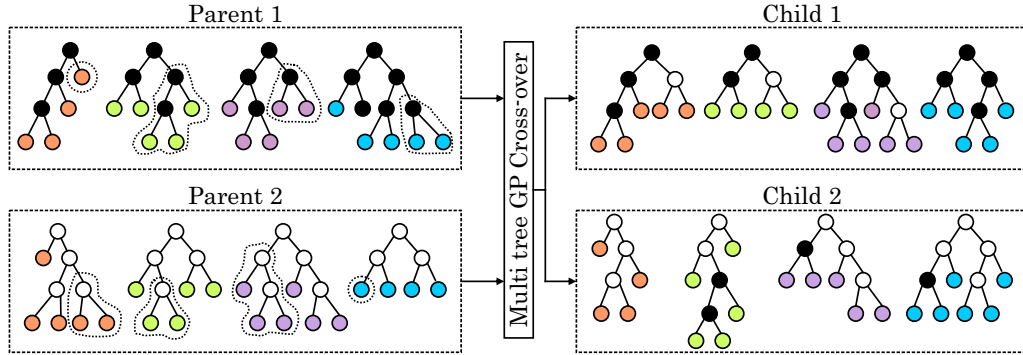 Parent 1
Child 1
Multi tree GP Cross-over
Parent 2
Child 2